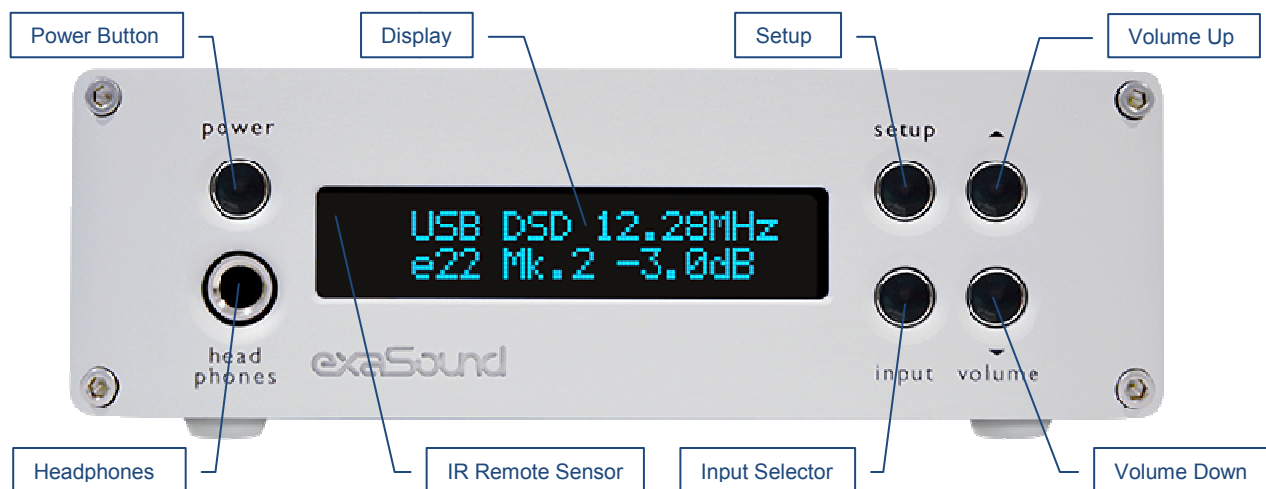 Power Button
Display
Setup
Volume Up
power
setup
USB DSD 12.28MHz
e22 Mk.2 -3.0dB
head
phones
exaSound
input
volume
Headphones
IR Remote Sensor
Input Selector
Volume Down